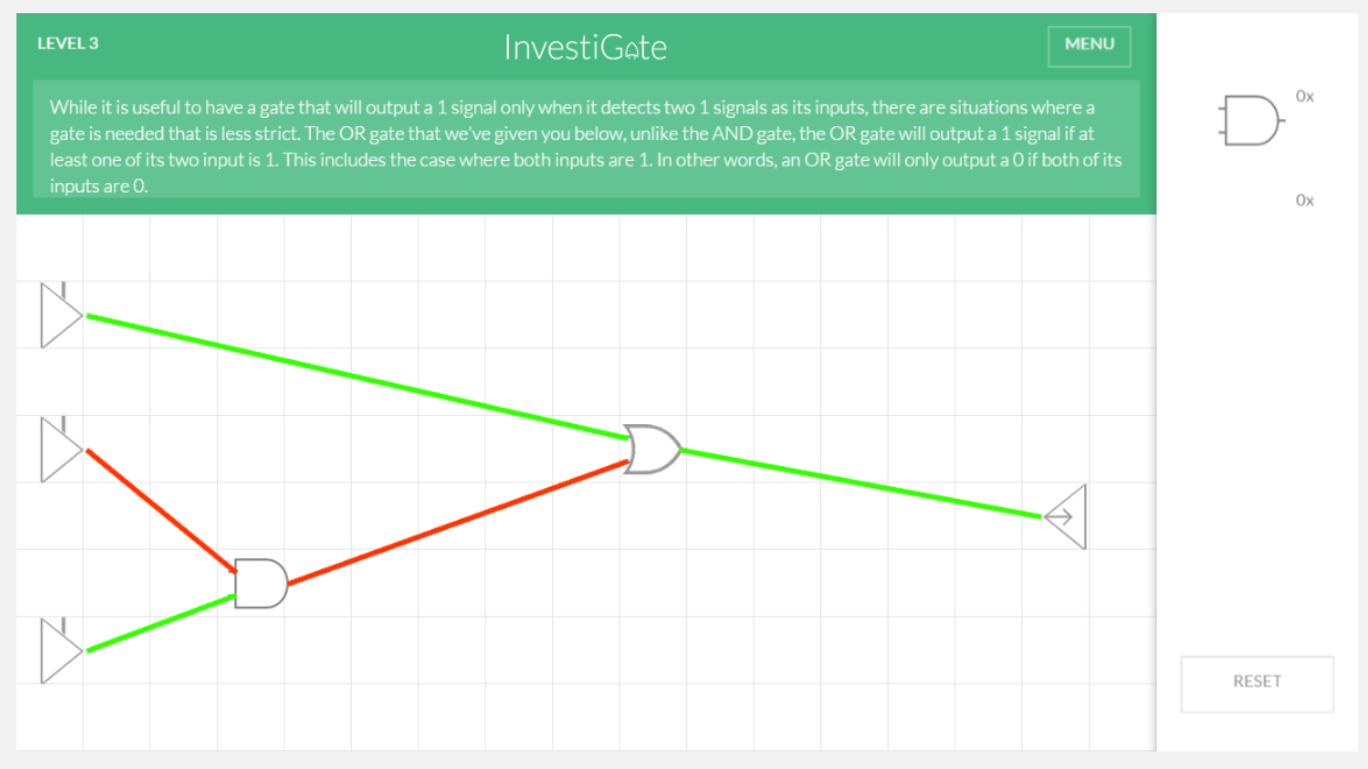 LEVEL 3
InvestiGate
MENU
While it is useful to have a gate that will output a 1 signal only when it detects two 1 signals as its inputs, there are situations where a
gate is needed that is less strict. The OR gate that we've given you below, unlike the AND gate, the OR gate will output a 1 signal if at
least one of its two input is 1. This includes the case where both inputs are 1. In other words, an OR gate will only output a 0 if both of its
inputs are 0.
0x
0x
RESET